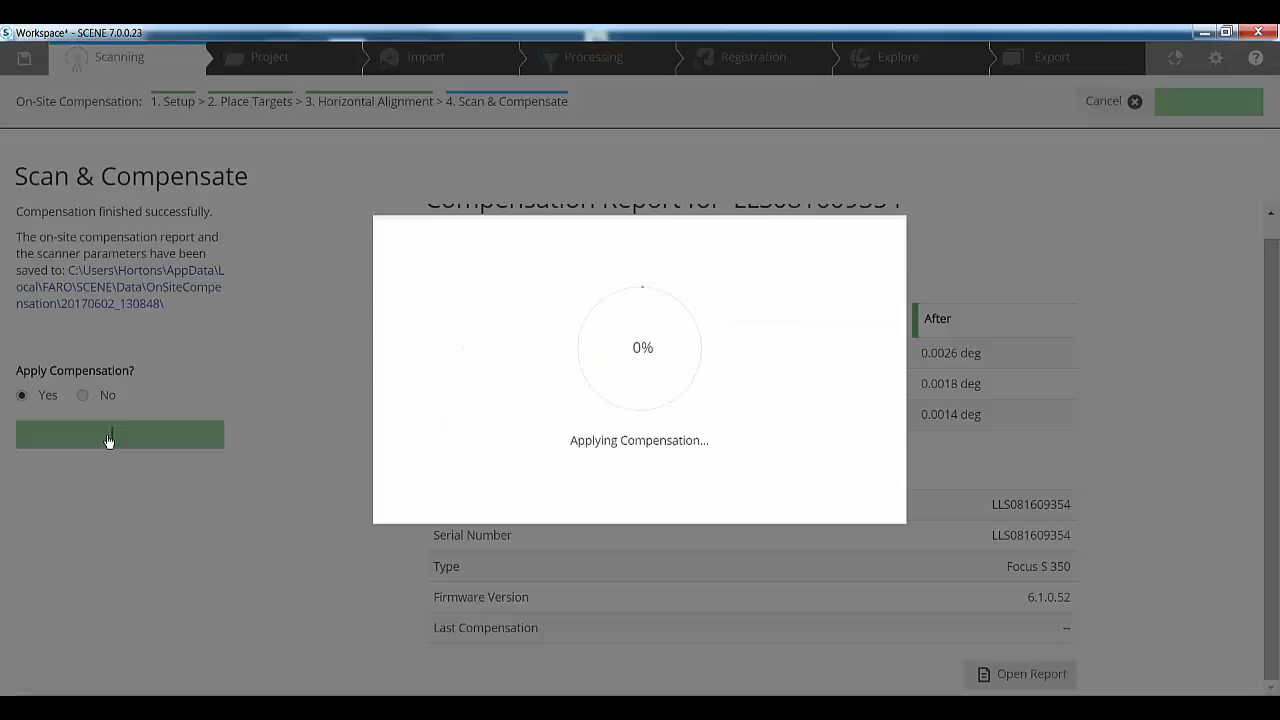 Workspace* - SCENE 7.0.0.23
Scanning Project Import Processing Registration Explore Export
On-Site Compensation: 1. Setup > 2. Place Targets > 3. Horizontal Alignment > 4. Scan & Compensate Cancel
Scan & Compensate
Compensation finished successfully.
The on-site compensation report and
the scanner parameters have been
saved to: C:\Users\Hortons\AppData\L
ocal\FARO\SCENE\Data\OnSiteCompe
nsation\20170602_130848\
Apply Compensation?
Yes No
Compensation Report for LLS081609354
0%
Applying Compensation...
After
0.0026 deg
0.0018 deg
0.0014 deg
LLS081609354
Serial Number LLS081609354
Type Focus S 350
Firmware Version 6.1.0.52
Last Compensation --
Open Report